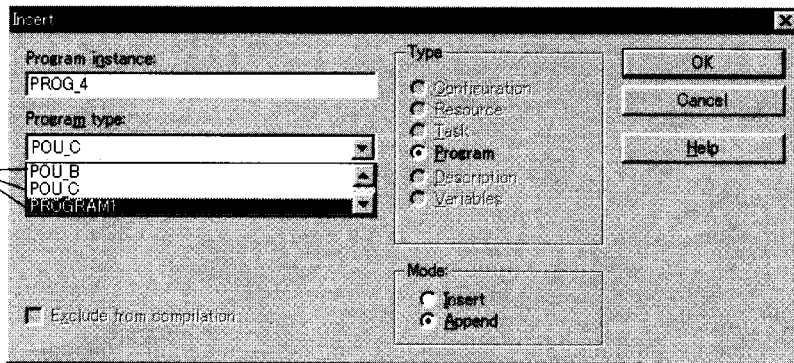 Insert
Program instance:
PROG_4
Program type:
POU_C
POU_B
POU_C
PROGRAM1
Exclude from compilation
Type
Configuration
Resource
Task
Program
Description
Variables
Mode:
Insert
Append
OK
Cancel
Help